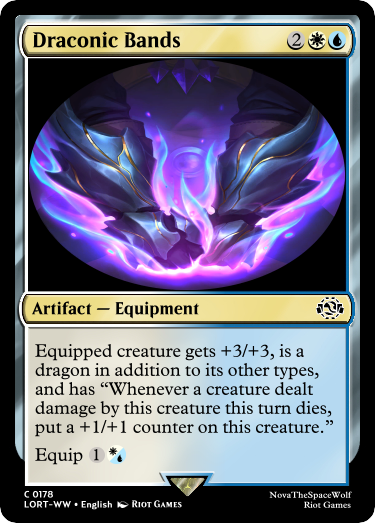 Draconic Bands 2
Artifact — Equipment
Equipped creature gets +3/+3, is a
dragon in addition to its other types,
and has “Whenever a creature dealt
damage by this creature this turn dies,
put a +1/+1 counter on this creature.”
Equip 1
C 0178
LORT-WW • English Riot Games
NovaTheSpaceWolf
Riot Games